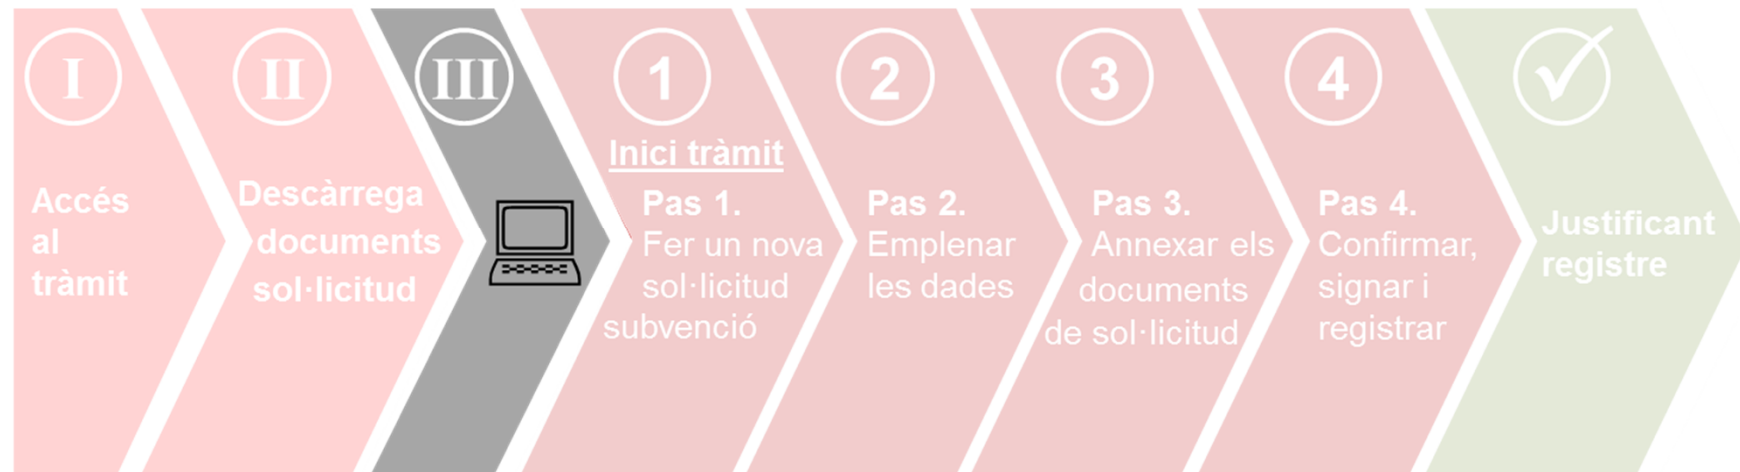 I
Accés
al
tràmit
II
Descàrrega
documents
sol·licitud
III
1
Inici tràmit
Pas 1.
Fer un nova
sol·licitud
subvenció
2
Pas 2.
Emplenar
les dades
3
Pas 3.
Annexar els
documents
de sol·licitud
4
Pas 4.
Confirmar,
signar i
registrar
Justificant
registre